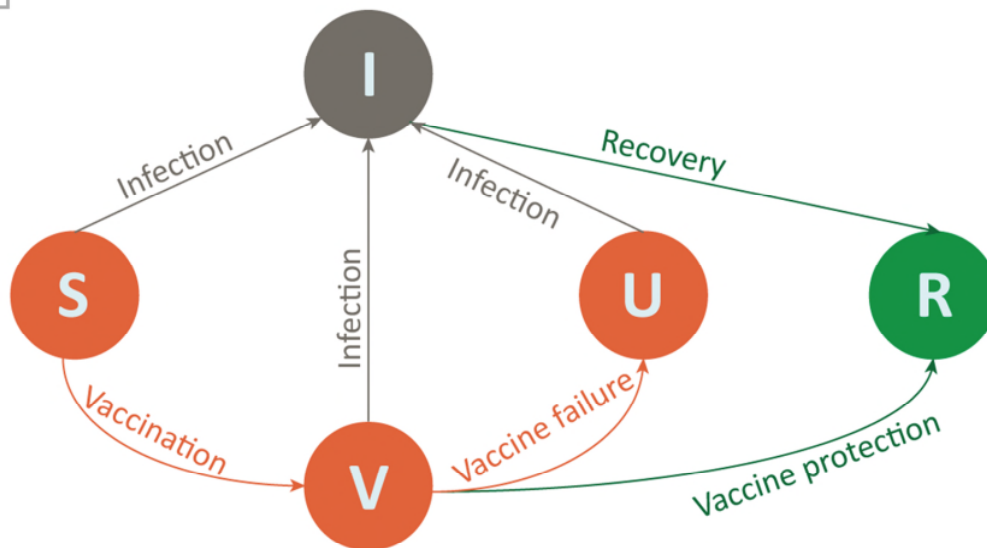 I
Infection
Infection
Recovery
Infection
S
U
R
Vaccination
V
Vaccine failure
Vaccine protection